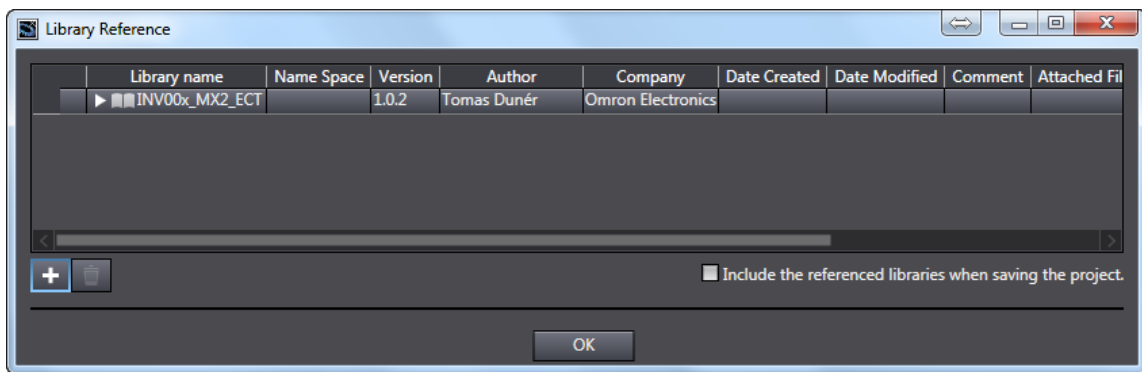 Library Reference
Library name Name Space Version Author Company Date Created Date Modified Comment Attached Fil
INV00x_MX2_ECT 1.0.2 Tomas Dunér Omron Electronics
Include the referenced libraries when saving the project.
OK